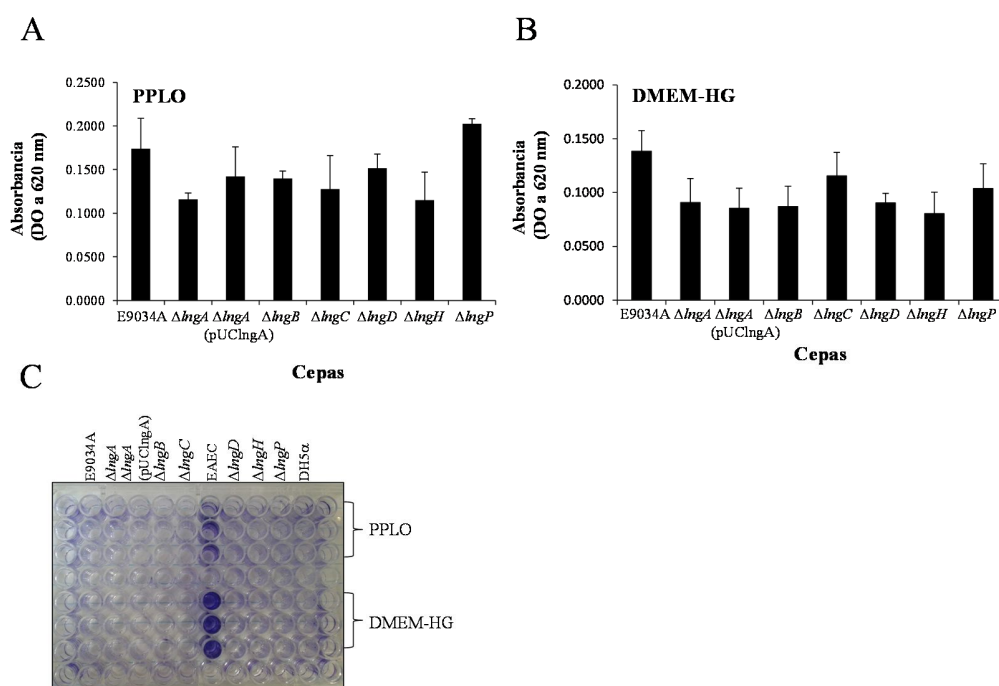 A
PPLO
Absorbancia
(DO a 620 nm)
0.2500
0.2000
0.1500
0.1000
0.0500
0.0000
E9034A ΔlngA ΔlngA ΔlngB ΔlngC ΔlngD ΔlngH ΔlngP
(pUClngA)
Cepas
B
DMEM-HG
Absorbancia
(DO a 620 nm)
0.2000
0.1500
0.1000
0.0500
0.0000
E9034A ΔlngA ΔlngA ΔlngB ΔlngC ΔlngD ΔlngH ΔlngP
(pUClngA)
Cepas
C
E9034A
ΔlngA
ΔlngA
(pUClngA)
ΔlngB
ΔlngC
EAEC
ΔlngD
ΔlngH
ΔlngP
DH5α
PPLO
DMEM-HG